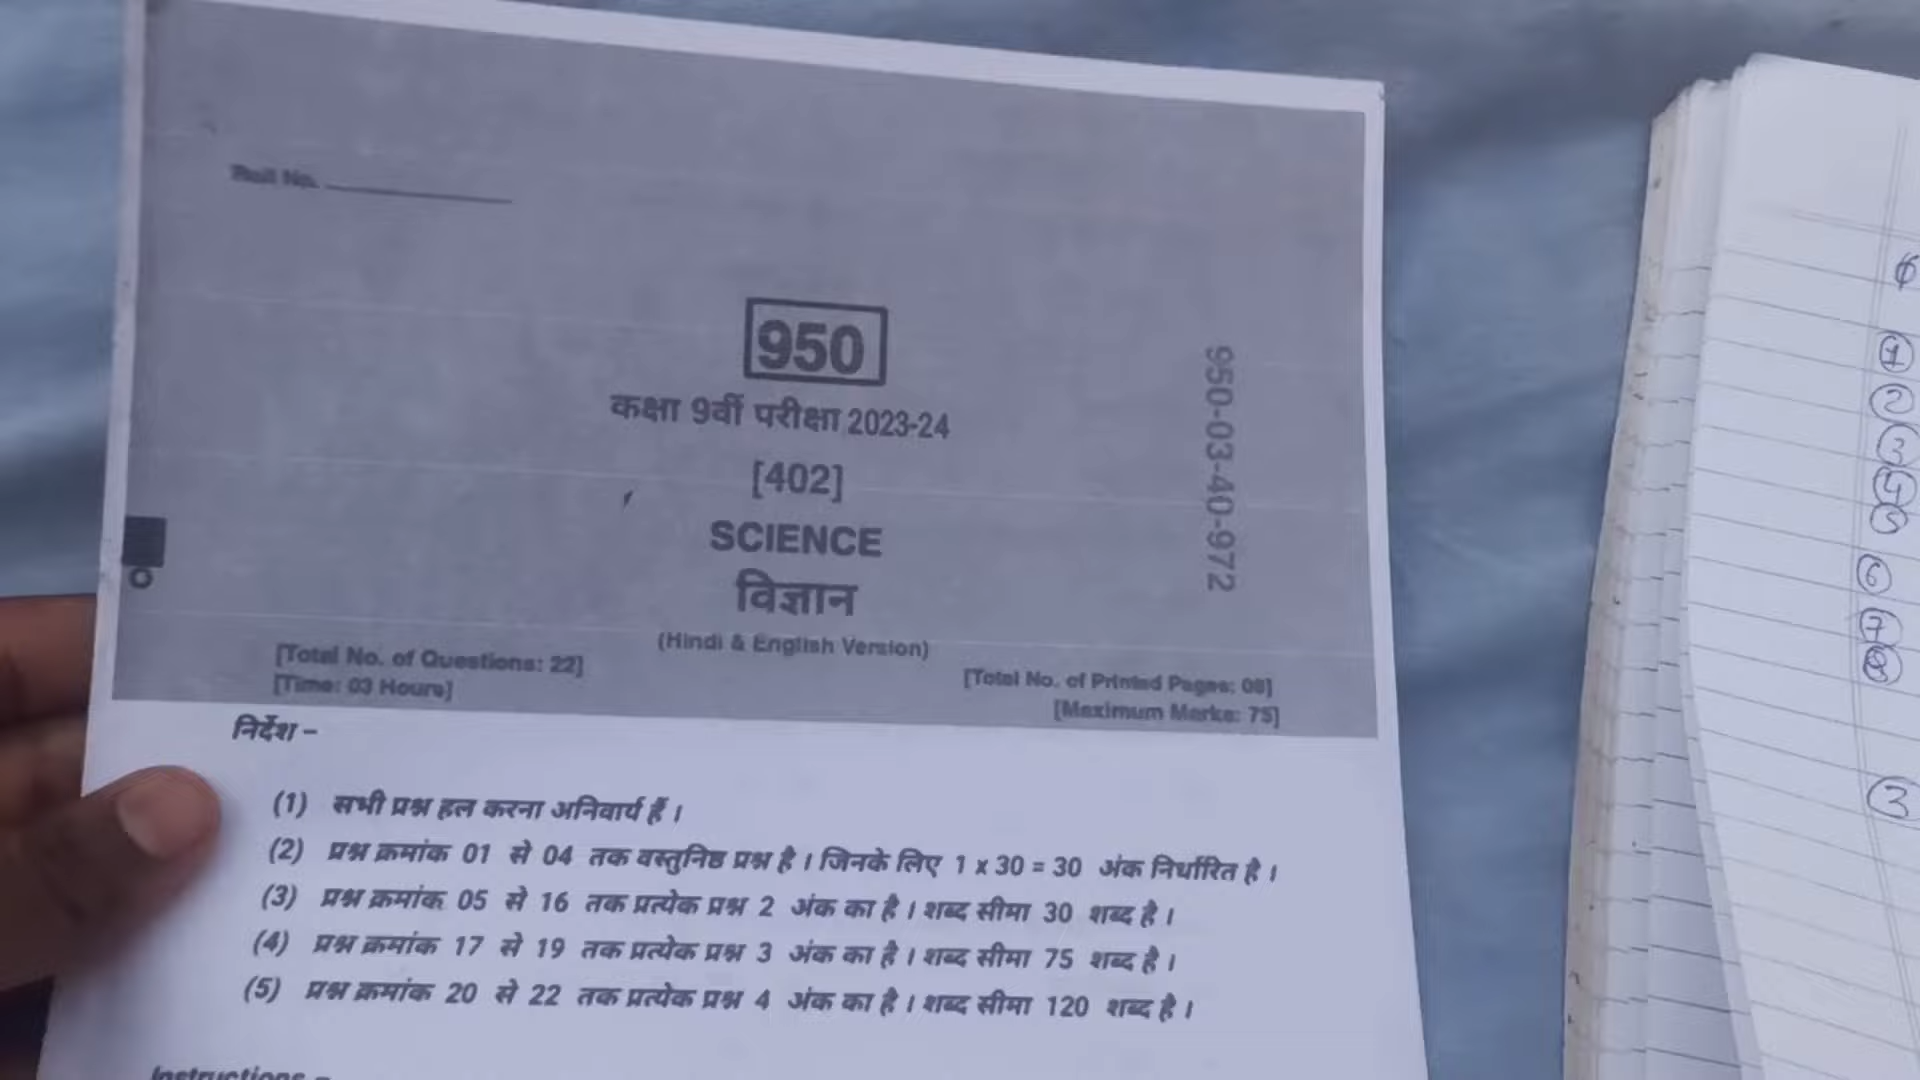 Roll No.
950
कक्षा 9वीं परीक्षा 2023-24
[402]
SCIENCE
विज्ञान
(Hindi & English Version)
[Total No. of Questions: 22]
[Total No. of Printed Pages: 08]
[Time: 03 Hours]
[Maximum Marks: 75]
950-03-40-972
निर्देश –
(1) सभी प्रश्न हल करना अनिवार्य हैं ।
(2) प्रश्न क्रमांक 01 से 04 तक वस्तुनिष्ठ प्रश्न है । जिनके लिए 1 x 30 = 30 अंक निर्धारित है ।
(3) प्रश्न क्रमांक 05 से 16 तक प्रत्येक प्रश्न 2 अंक का है । शब्द सीमा 30 शब्द है ।
(4) प्रश्न क्रमांक 17 से 19 तक प्रत्येक प्रश्न 3 अंक का है । शब्द सीमा 75 शब्द है ।
(5) प्रश्न क्रमांक 20 से 22 तक प्रत्येक प्रश्न 4 अंक का है । शब्द सीमा 120 शब्द है ।
Instructions –
1
2
3
4
5
6
7
8
3